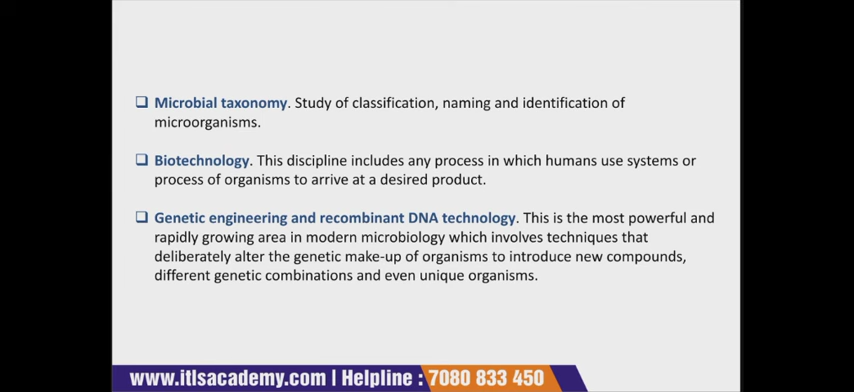 ❑ Microbial taxonomy. Study of classification, naming and identification of
microorganisms.
❑ Biotechnology. This discipline includes any process in which humans use systems or
process of organisms to arrive at a desired product.
❑ Genetic engineering and recombinant DNA technology. This is the most powerful and
rapidly growing area in modern microbiology which involves techniques that
deliberately alter the genetic make-up of organisms to introduce new compounds,
different genetic combinations and even unique organisms.
www.itlsacademy.com | Helpline : 7080 833 450